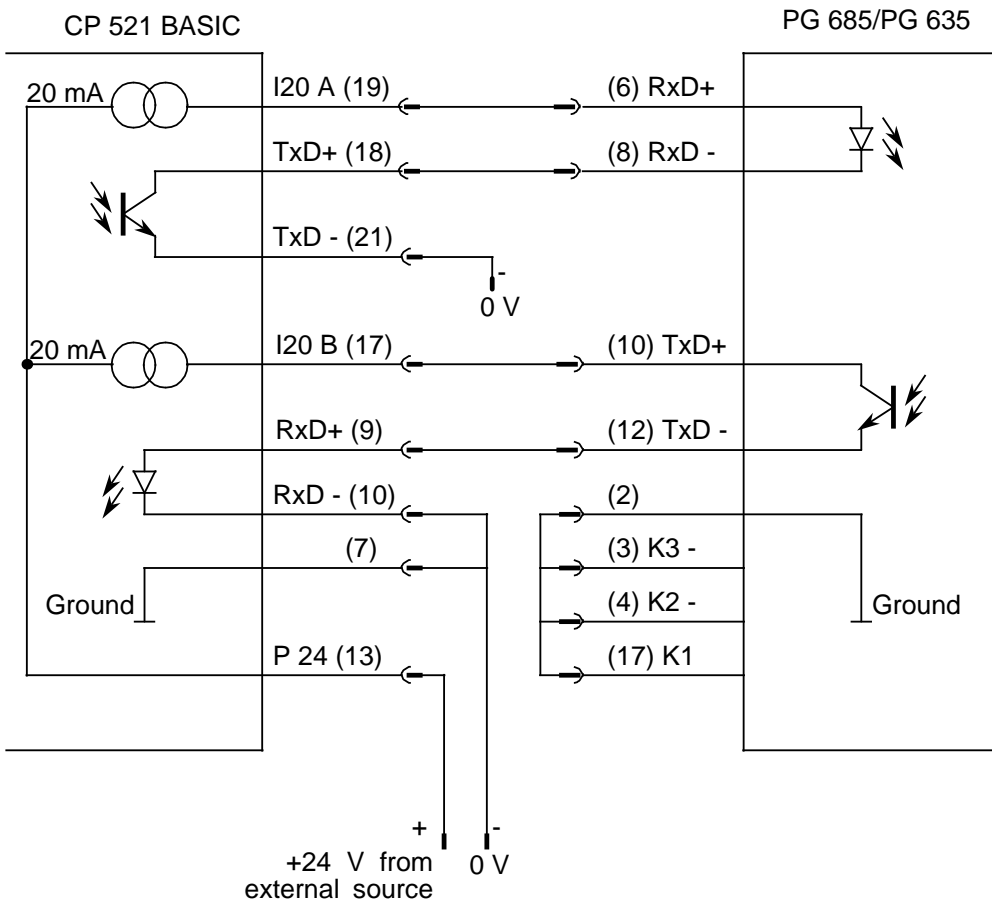 CP 521 BASIC
PG 685/PG 635
20 mA
I20 A (19)
(6) RxD+
TxD+ (18)
(8) RxD -
TxD - (21)
-
0 V
20 mA
I20 B (17)
(10) TxD+
RxD+ (9)
(12) TxD -
RxD - (10)
(2)
(7)
(3) K3 -
Ground
(4) K2 -
Ground
P 24 (13)
(17) K1
+
-
+24 V from
external source
0 V